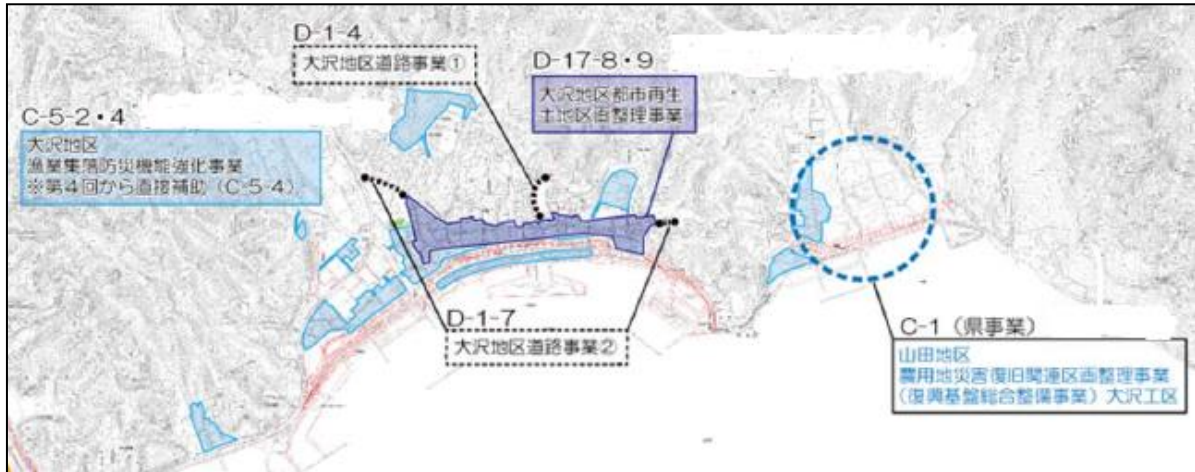 D-1-4
大沢地区道路事業①
D-17-8・9
大沢地区都市再生
土地区画整理事業
C-5-2・4
大沢地区
漁業集落防災機能強化事業
※第4回から直接補助（C-5-4）
D-1-7
大沢地区道路事業②
C-1（県事業）
山田地区
農用地災害復旧関連区画整理事業
（復興基盤総合整備事業）大沢工区